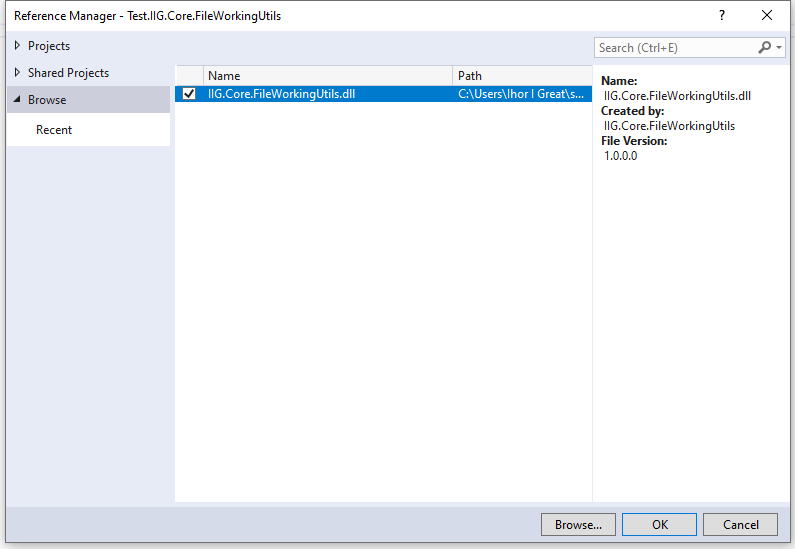 Reference Manager - Test.IIG.Core.FileWorkingUtils
?
Projects
Shared Projects
Browse
Recent
Name Path
IIG.Core.FileWorkingUtils.dll C:\Users\Ihor I Great\s...
Search (Ctrl+E)
Name:
IIG.Core.FileWorkingUtils.dll
Created by:
IIG.Core.FileWorkingUtils
File Version:
1.0.0.0
Browse... OK Cancel